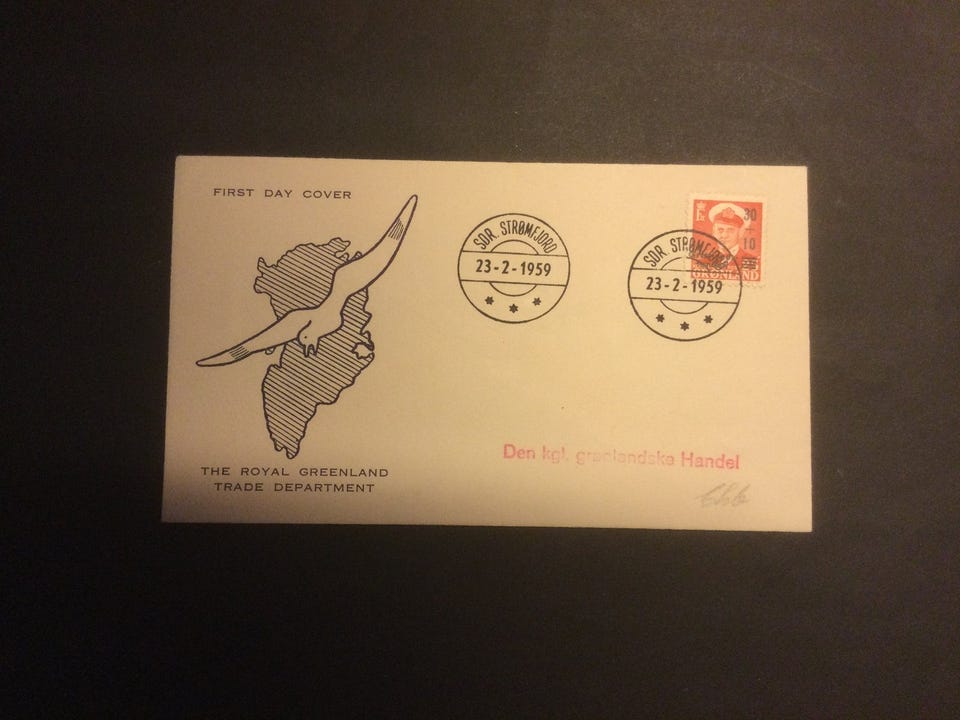 FIRST DAY COVER
SDR. STRØMFJORD
23-2-1959
SDR. STRØMFJORD
23-2-1959
30
+
10
GRØNLAND
THE ROYAL GREENLAND
TRADE DEPARTMENT
Den kgl. grønlandske Handel